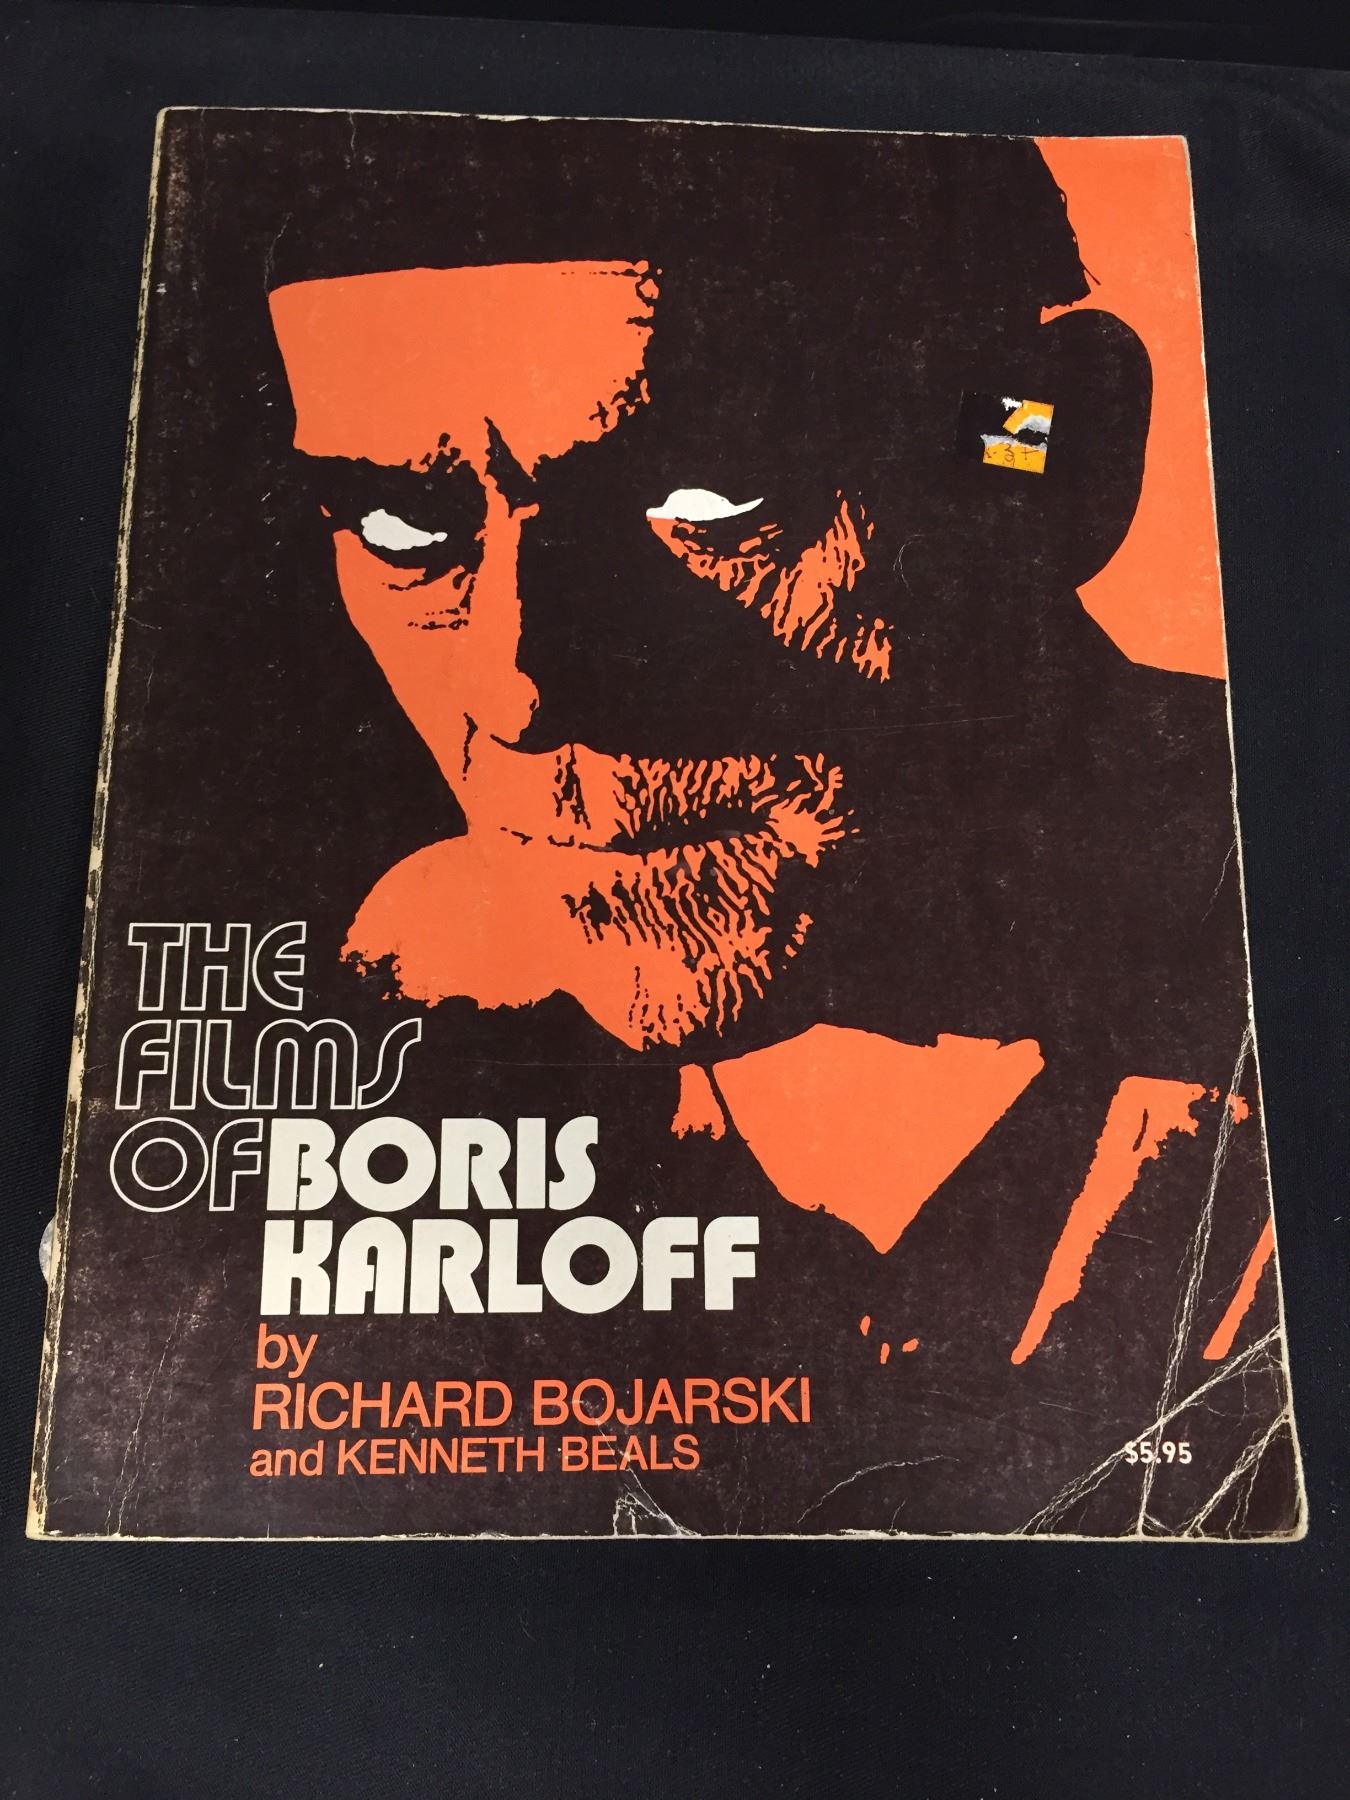 THE
FILMS
OF BORIS
KARLOFF
by
RICHARD BOJARSKI
and KENNETH BEALS
$5.95